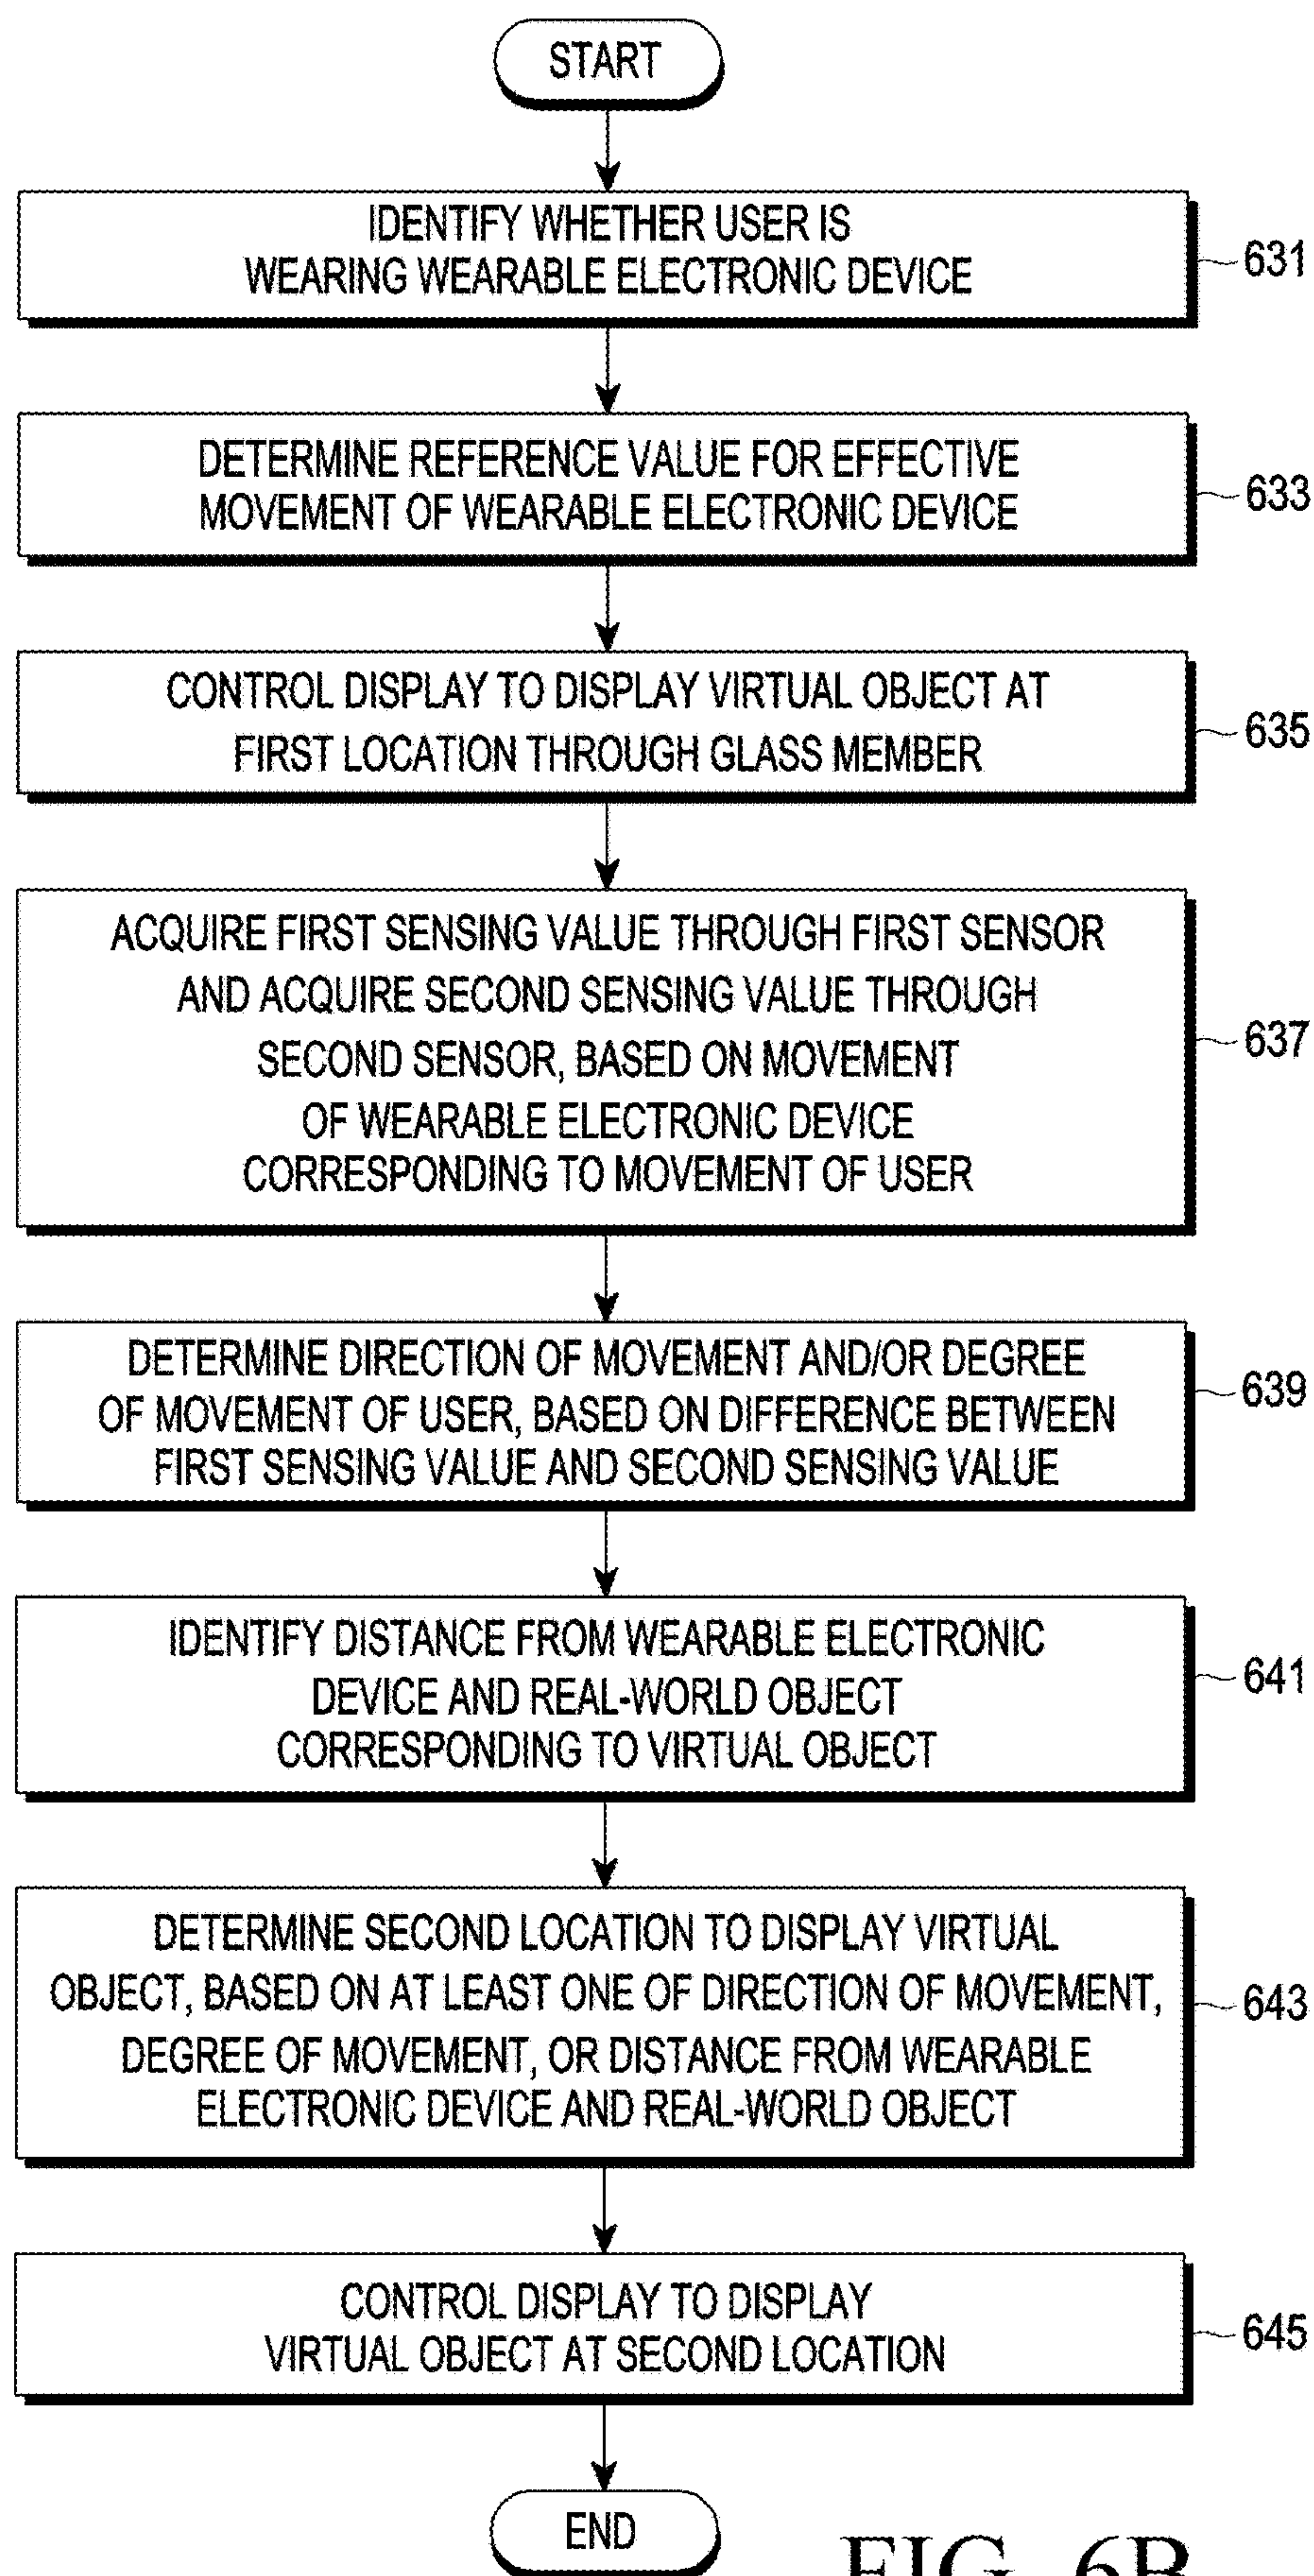 START
IDENTIFY WHETHER USER IS
WEARING WEARABLE ELECTRONIC DEVICE
631
DETERMINE REFERENCE VALUE FOR EFFECTIVE
MOVEMENT OF WEARABLE ELECTRONIC DEVICE
633
CONTROL DISPLAY TO DISPLAY VIRTUAL OBJECT AT
FIRST LOCATION THROUGH GLASS MEMBER
635
ACQUIRE FIRST SENSING VALUE THROUGH FIRST SENSOR
AND ACQUIRE SECOND SENSING VALUE THROUGH
SECOND SENSOR, BASED ON MOVEMENT
OF WEARABLE ELECTRONIC DEVICE
CORRESPONDING TO MOVEMENT OF USER
637
DETERMINE DIRECTION OF MOVEMENT AND/OR DEGREE
OF MOVEMENT OF USER, BASED ON DIFFERENCE BETWEEN
FIRST SENSING VALUE AND SECOND SENSING VALUE
639
IDENTIFY DISTANCE FROM WEARABLE ELECTRONIC
DEVICE AND REAL-WORLD OBJECT
CORRESPONDING TO VIRTUAL OBJECT
641
DETERMINE SECOND LOCATION TO DISPLAY VIRTUAL
OBJECT, BASED ON AT LEAST ONE OF DIRECTION OF MOVEMENT,
DEGREE OF MOVEMENT, OR DISTANCE FROM WEARABLE
ELECTRONIC DEVICE AND REAL-WORLD OBJECT
643
CONTROL DISPLAY TO DISPLAY
VIRTUAL OBJECT AT SECOND LOCATION
645
END
FIG. 6B